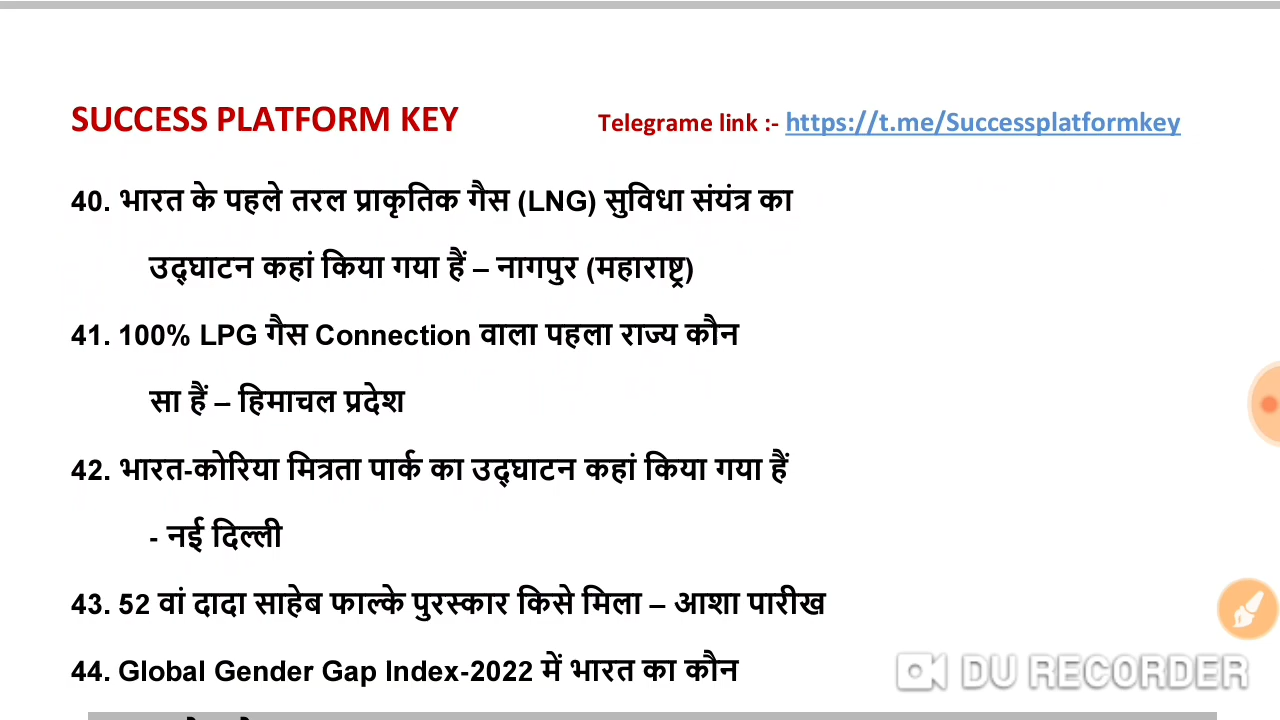 SUCCESS PLATFORM KEY Telegrame link :- https://t.me/Successplatformkey
40. भारत के पहले तरल प्राकृतिक गैस (LNG) सुविधा संयंत्र का
उद्घाटन कहां किया गया हैं – नागपुर (महाराष्ट्र)
41. 100% LPG गैस Connection वाला पहला राज्य कौन
सा हैं – हिमाचल प्रदेश
42. भारत-कोरिया मित्रता पार्क का उद्घाटन कहां किया गया हैं
- नई दिल्ली
43. 52 वां दादा साहेब फाल्के पुरस्कार किसे मिला – आशा पारीख
44. Global Gender Gap Index-2022 में भारत का कौन
DU RECORDER